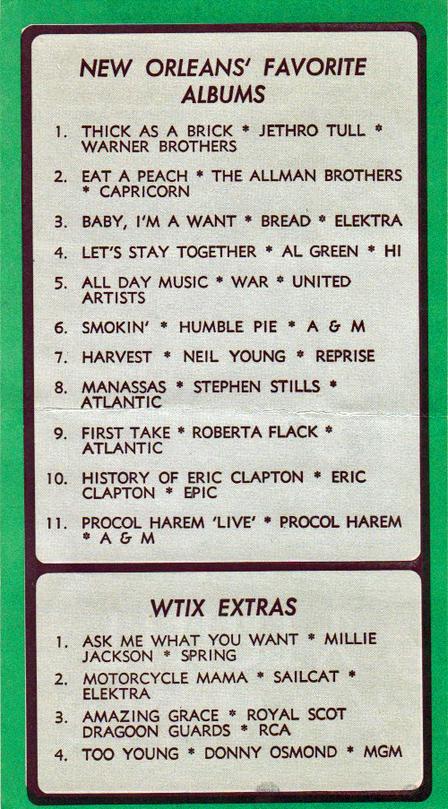 NEW ORLEANS' FAVORITE
ALBUMS
1. THICK AS A BRICK * JETHRO TULL *
WARNER BROTHERS
2. EAT A PEACH * THE ALLMAN BROTHERS
* CAPRICORN
3. BABY, I'M A WANT * BREAD * ELEKTRA
4. LET'S STAY TOGETHER * AL GREEN * HI
5. ALL DAY MUSIC * WAR * UNITED
ARTISTS
6. SMOKIN' * HUMBLE PIE * A & M
7. HARVEST * NEIL YOUNG * REPRISE
8. MANASSAS * STEPHEN STILLS *
ATLANTIC
9. FIRST TAKE * ROBERTA FLACK *
ATLANTIC
10. HISTORY OF ERIC CLAPTON * ERIC
CLAPTON * EPIC
11. PROCOL HAREM 'LIVE' * PROCOL HAREM
* A & M
WTIX EXTRAS
1. ASK ME WHAT YOU WANT * MILLIE
JACKSON * SPRING
2. MOTORCYCLE MAMA * SAILCAT *
ELEKTRA
3. AMAZING GRACE * ROYAL SCOT
DRAGOON GUARDS * RCA
4. TOO YOUNG * DONNY OSMOND * MGM